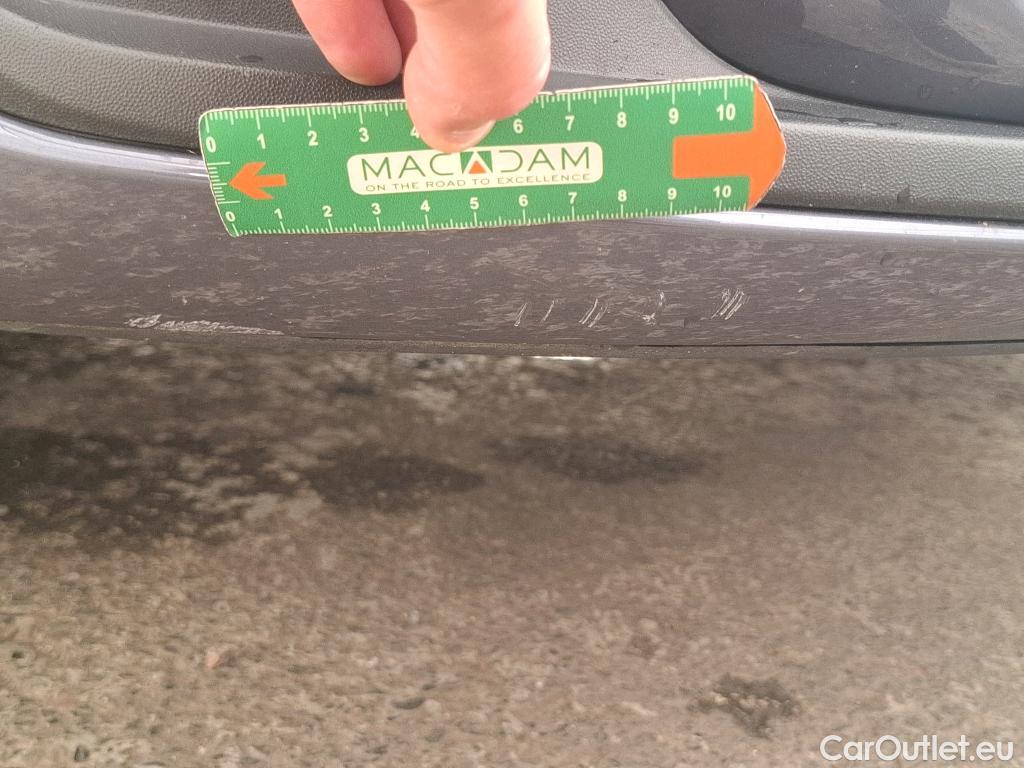 0 1 2 3 4 6 7 8 9 10
MACADAM
ON THE ROAD TO EXCELLENCE
0 1 2 3 4 5 6 7 8 9 10
CarOutlet.eu